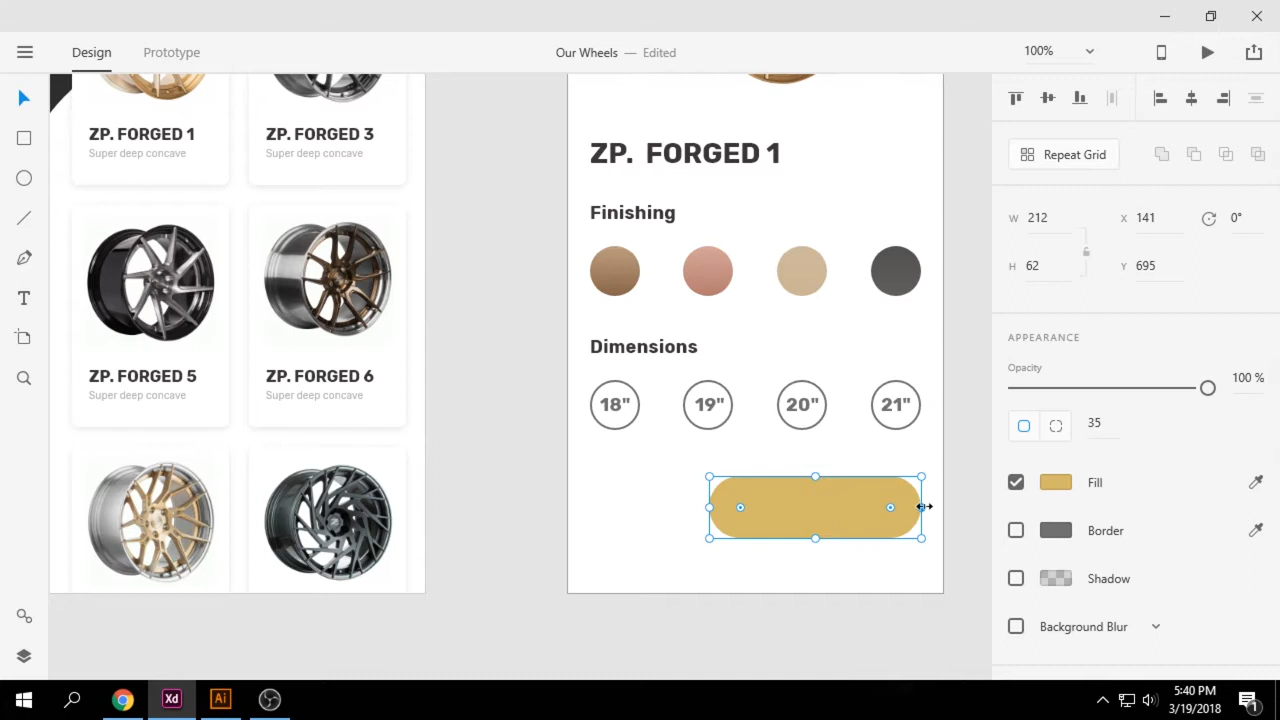 Design
Prototype
Our Wheels — Edited
100%
ZP. FORGED 1
Super deep concave
ZP. FORGED 3
Super deep concave
ZP. FORGED 5
Super deep concave
ZP. FORGED 6
Super deep concave
ZP. FORGED 1
Finishing
Dimensions
18"
19"
20"
21"
Repeat Grid
W 212
X 141
0°
H 62
Y 695
APPEARANCE
Opacity
100 %
35
Fill
Border
Shadow
Background Blur
T
Xd
Ai
5:40 PM
3/19/2018
1